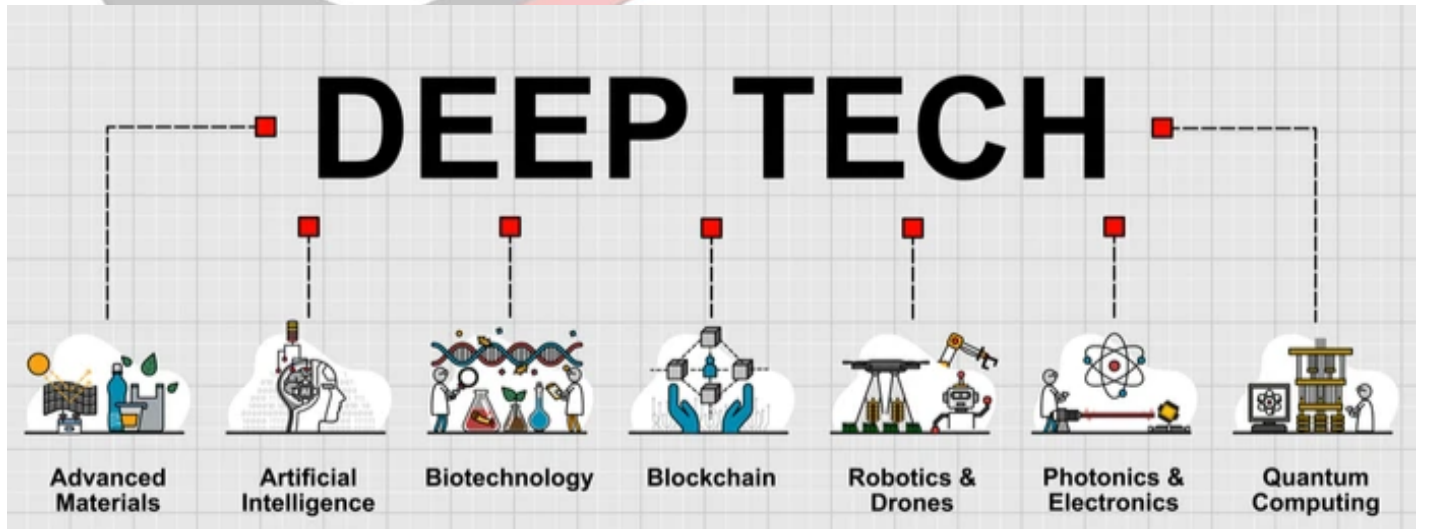 DEEP TECH
Advanced
Materials
Artificial
Intelligence
Biotechnology
Blockchain
Robotics &
Drones
Photonics &
Electronics
Quantum
Computing